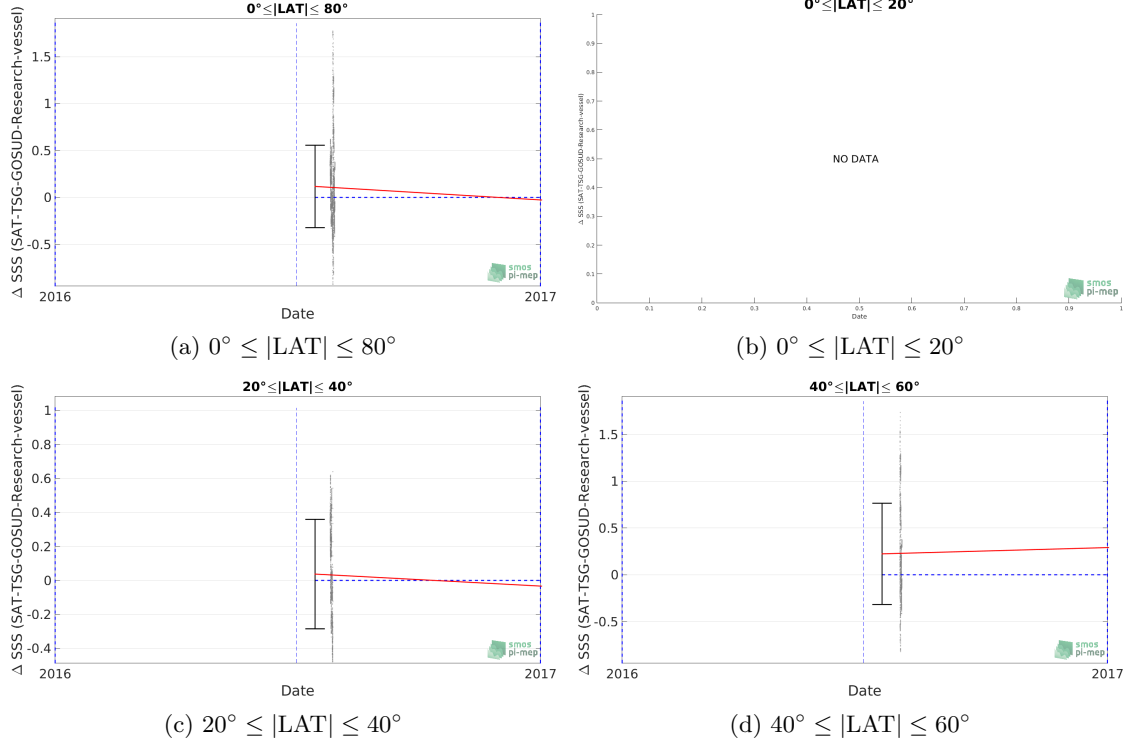 0°≤|LAT|≤ 80°
Δ SSS (SAT-TSG-GOSUD-Research-vessel)
1.5
1
0.5
0
-0.5
2016
2017
Date
smos
pi-mep
(a) 0° ≤ |LAT| ≤ 80°
0°≤|LAT|≤ 20°
Δ SSS (SAT-TSG-GOSUD-Research-vessel)
1
0.9
0.8
0.7
0.6
0.5
0.4
0.3
0.2
0.1
0
NO DATA
0 0.1 0.2 0.3 0.4 0.5 0.6 0.7 0.8 0.9 1
Date
smos
pi-mep
(b) 0° ≤ |LAT| ≤ 20°
20°≤|LAT|≤ 40°
Δ SSS (SAT-TSG-GOSUD-Research-vessel)
1
0.8
0.6
0.4
0.2
0
-0.2
-0.4
2016
2017
Date
smos
pi-mep
(c) 20° ≤ |LAT| ≤ 40°
40°≤|LAT|≤ 60°
Δ SSS (SAT-TSG-GOSUD-Research-vessel)
1.5
1
0.5
0
-0.5
2016
2017
Date
smos
pi-mep
(d) 40° ≤ |LAT| ≤ 60°